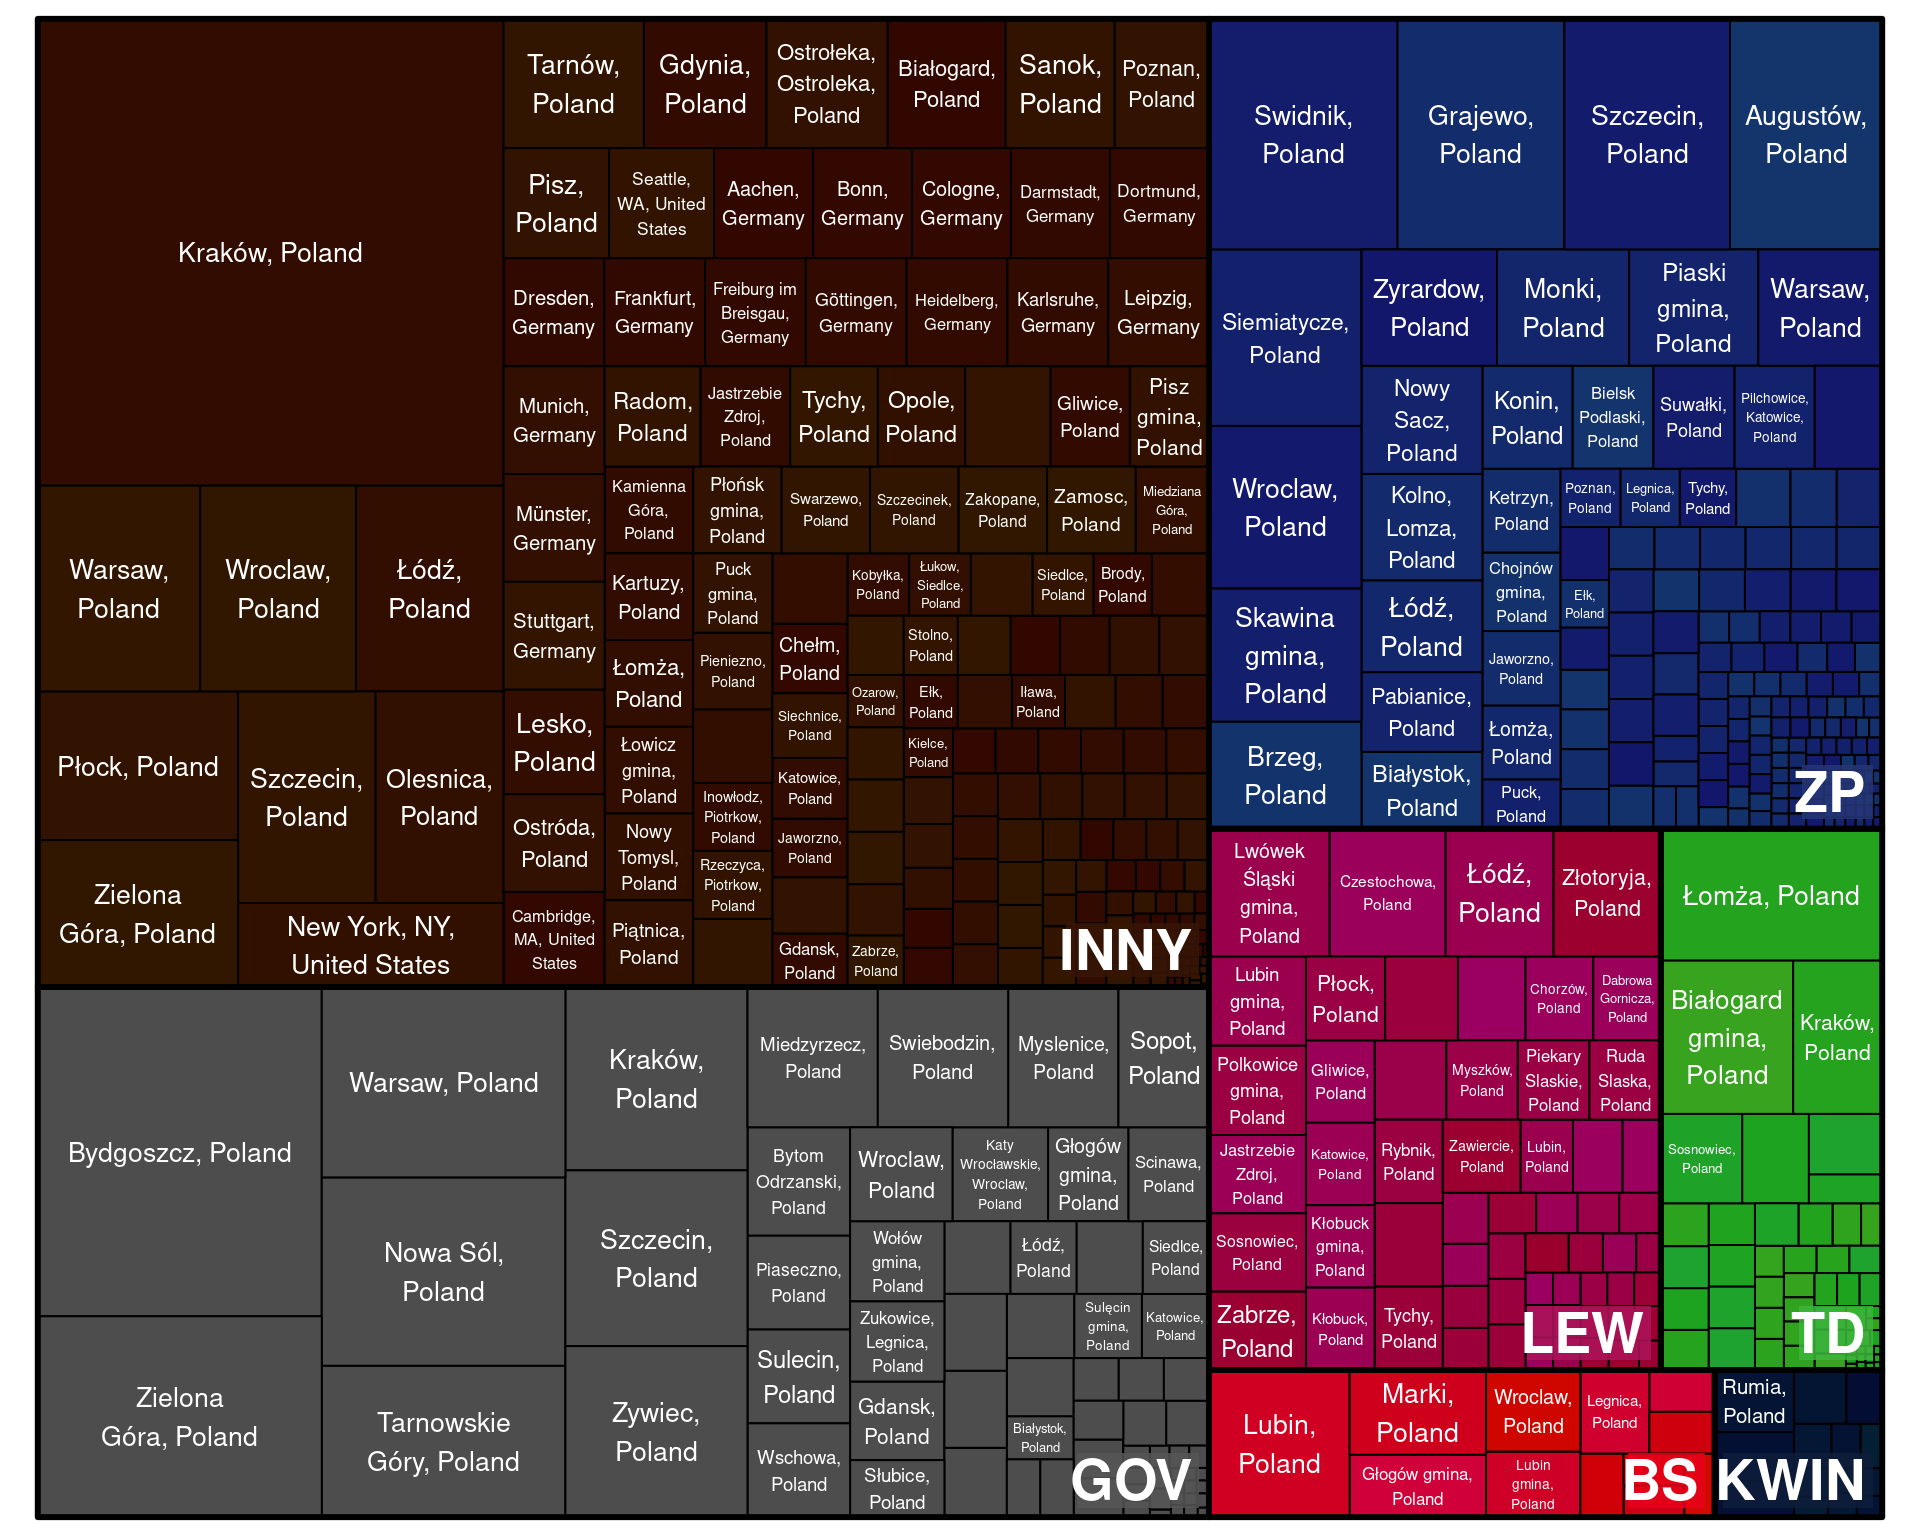 Kraków, Poland
Warsaw,
Poland
Wroclaw,
Poland
Łódź,
Poland
Płock, Poland
Zielona
Góra, Poland
Szczecin,
Poland
Olesnica,
Poland
New York, NY,
United States
Tarnów,
Poland
Gdynia,
Poland
Ostrołeka,
Ostroleka,
Poland
Białogard,
Poland
Sanok,
Poland
Poznan,
Poland
Pisz,
Poland
Seattle,
WA, United
States
Aachen,
Germany
Bonn,
Germany
Cologne,
Germany
Darmstadt,
Germany
Dortmund,
Germany
Dresden,
Germany
Frankfurt,
Germany
Freiburg im
Breisgau,
Germany
Göttingen,
Germany
Heidelberg,
Germany
Karlsruhe,
Germany
Leipzig,
Germany
Munich,
Germany
Münster,
Germany
Stuttgart,
Germany
Lesko,
Poland
Ostróda,
Poland
Cambridge,
MA, United
States
Radom,
Poland
Jastrzebie
Zdroj,
Poland
Tychy,
Poland
Opole,
Poland
Gliwice,
Poland
Pisz
gmina,
Poland
Kamienna
Góra,
Poland
Płońsk
gmina,
Poland
Swarzewo,
Poland
Szczecinek,
Poland
Zakopane,
Poland
Zamosc,
Poland
Miedziana
Góra,
Poland
Kartuzy,
Poland
Łomża,
Poland
Łowicz
gmina,
Poland
Nowy
Tomysl,
Poland
Piątnica,
Poland
Puck
gmina,
Poland
Pieniezno,
Poland
Inowłodz,
Piotrkow,
Poland
Rzeczyca,
Piotrkow,
Poland
Chełm,
Poland
Siechnice,
Poland
Katowice,
Poland
Jaworzno,
Poland
Gdansk,
Poland
Kobyłka,
Poland
Łukow,
Siedlce,
Poland
Siedlce,
Poland
Brody,
Poland
Stolno,
Poland
Ozarow,
Poland
Ełk,
Poland
Iława,
Poland
Kielce,
Poland
Zabrze,
Poland
INNY
Bydgoszcz, Poland
Zielona
Góra, Poland
Warsaw, Poland
Nowa Sól,
Poland
Tarnowskie
Góry, Poland
Kraków,
Poland
Szczecin,
Poland
Zywiec,
Poland
Miedzyrzecz,
Poland
Swiebodzin,
Poland
Myslenice,
Poland
Sopot,
Poland
Bytom
Odrzanski,
Poland
Piaseczno,
Poland
Sulecin,
Poland
Wschowa,
Poland
Wroclaw,
Poland
Katy
Wrocławskie,
Wroclaw,
Poland
Głogów
gmina,
Poland
Scinawa,
Poland
Wołów
gmina,
Poland
Zukowice,
Legnica,
Poland
Gdansk,
Poland
Słubice,
Poland
Łódź,
Poland
Siedlce,
Poland
Sulęcin
gmina,
Poland
Katowice,
Poland
Białystok,
Poland
GOV
Swidnik,
Poland
Grajewo,
Poland
Szczecin,
Poland
Augustów,
Poland
Siemiatycze,
Poland
Wroclaw,
Poland
Skawina
gmina,
Poland
Brzeg,
Poland
Zyrardow,
Poland
Monki,
Poland
Piaski
gmina,
Poland
Warsaw,
Poland
Nowy
Sacz,
Poland
Kolno,
Lomza,
Poland
Łódź,
Poland
Pabianice,
Poland
Białystok,
Poland
Konin,
Poland
Bielsk
Podlaski,
Poland
Suwałki,
Poland
Pilchowice,
Katowice,
Poland
Ketrzyn,
Poland
Chojnów
gmina,
Poland
Jaworzno,
Poland
Łomża,
Poland
Puck,
Poland
Poznan,
Poland
Legnica,
Poland
Tychy,
Poland
Ełk,
Poland
ZP
Lwówek
Śląski
gmina,
Poland
Czestochowa,
Poland
Łódź,
Poland
Złotoryja,
Poland
Lubin
gmina,
Poland
Polkowice
gmina,
Poland
Jastrzebie
Zdroj,
Poland
Sosnowiec,
Poland
Zabrze,
Poland
Płock,
Poland
Chorzów,
Poland
Dabrowa
Gornicza,
Poland
Gliwice,
Poland
Myszków,
Poland
Piekary
Slaskie,
Poland
Ruda
Slaska,
Poland
Katowice,
Poland
Rybnik,
Poland
Zawiercie,
Poland
Lubin,
Poland
Kłobuck
gmina,
Poland
Kłobuck,
Poland
Tychy,
Poland
LEW
Łomża, Poland
Białogard
gmina,
Poland
Kraków,
Poland
Sosnowiec,
Poland
TD
Lubin,
Poland
Marki,
Poland
Głogów gmina,
Poland
Wroclaw,
Poland
Lubin
gmina,
Poland
Legnica,
Poland
BS
Rumia,
Poland
KWIN